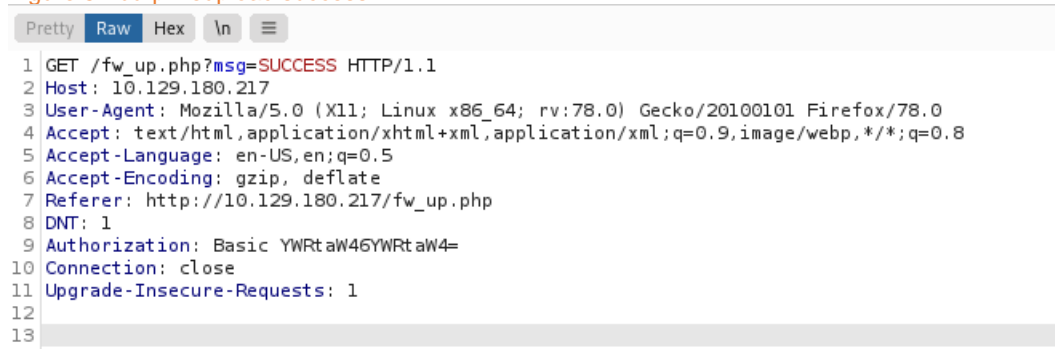 Pretty Raw Hex \n ≡
1 GET /fw_up.php?msg=SUCCESS HTTP/1.1
2 Host: 10.129.180.217
3 User-Agent: Mozilla/5.0 (X11; Linux x86_64; rv:78.0) Gecko/20100101 Firefox/78.0
4 Accept: text/html,application/xhtml+xml,application/xml;q=0.9,image/webp,*/*;q=0.8
5 Accept-Language: en-US,en;q=0.5
6 Accept-Encoding: gzip, deflate
7 Referer: http://10.129.180.217/fw_up.php
8 DNT: 1
9 Authorization: Basic YWRtaW46YWRtaW4=
10 Connection: close
11 Upgrade-Insecure-Requests: 1
12
13